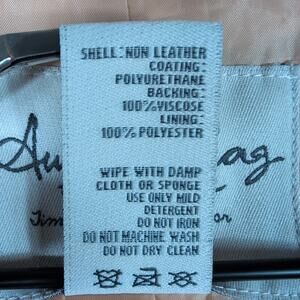 SHELL:NON LEATHER
COATING:
POLYURETHANE
BACKING:
100%VISCOSE
LINING:
100% POLYESTER
WIPE WITH DAMP
CLOTH OR SPONGE
USE ONLY MILD
DETERGENT
DO NOT IRON
DO NOT MACHINE WASH
DO NOT DRY CLEAN